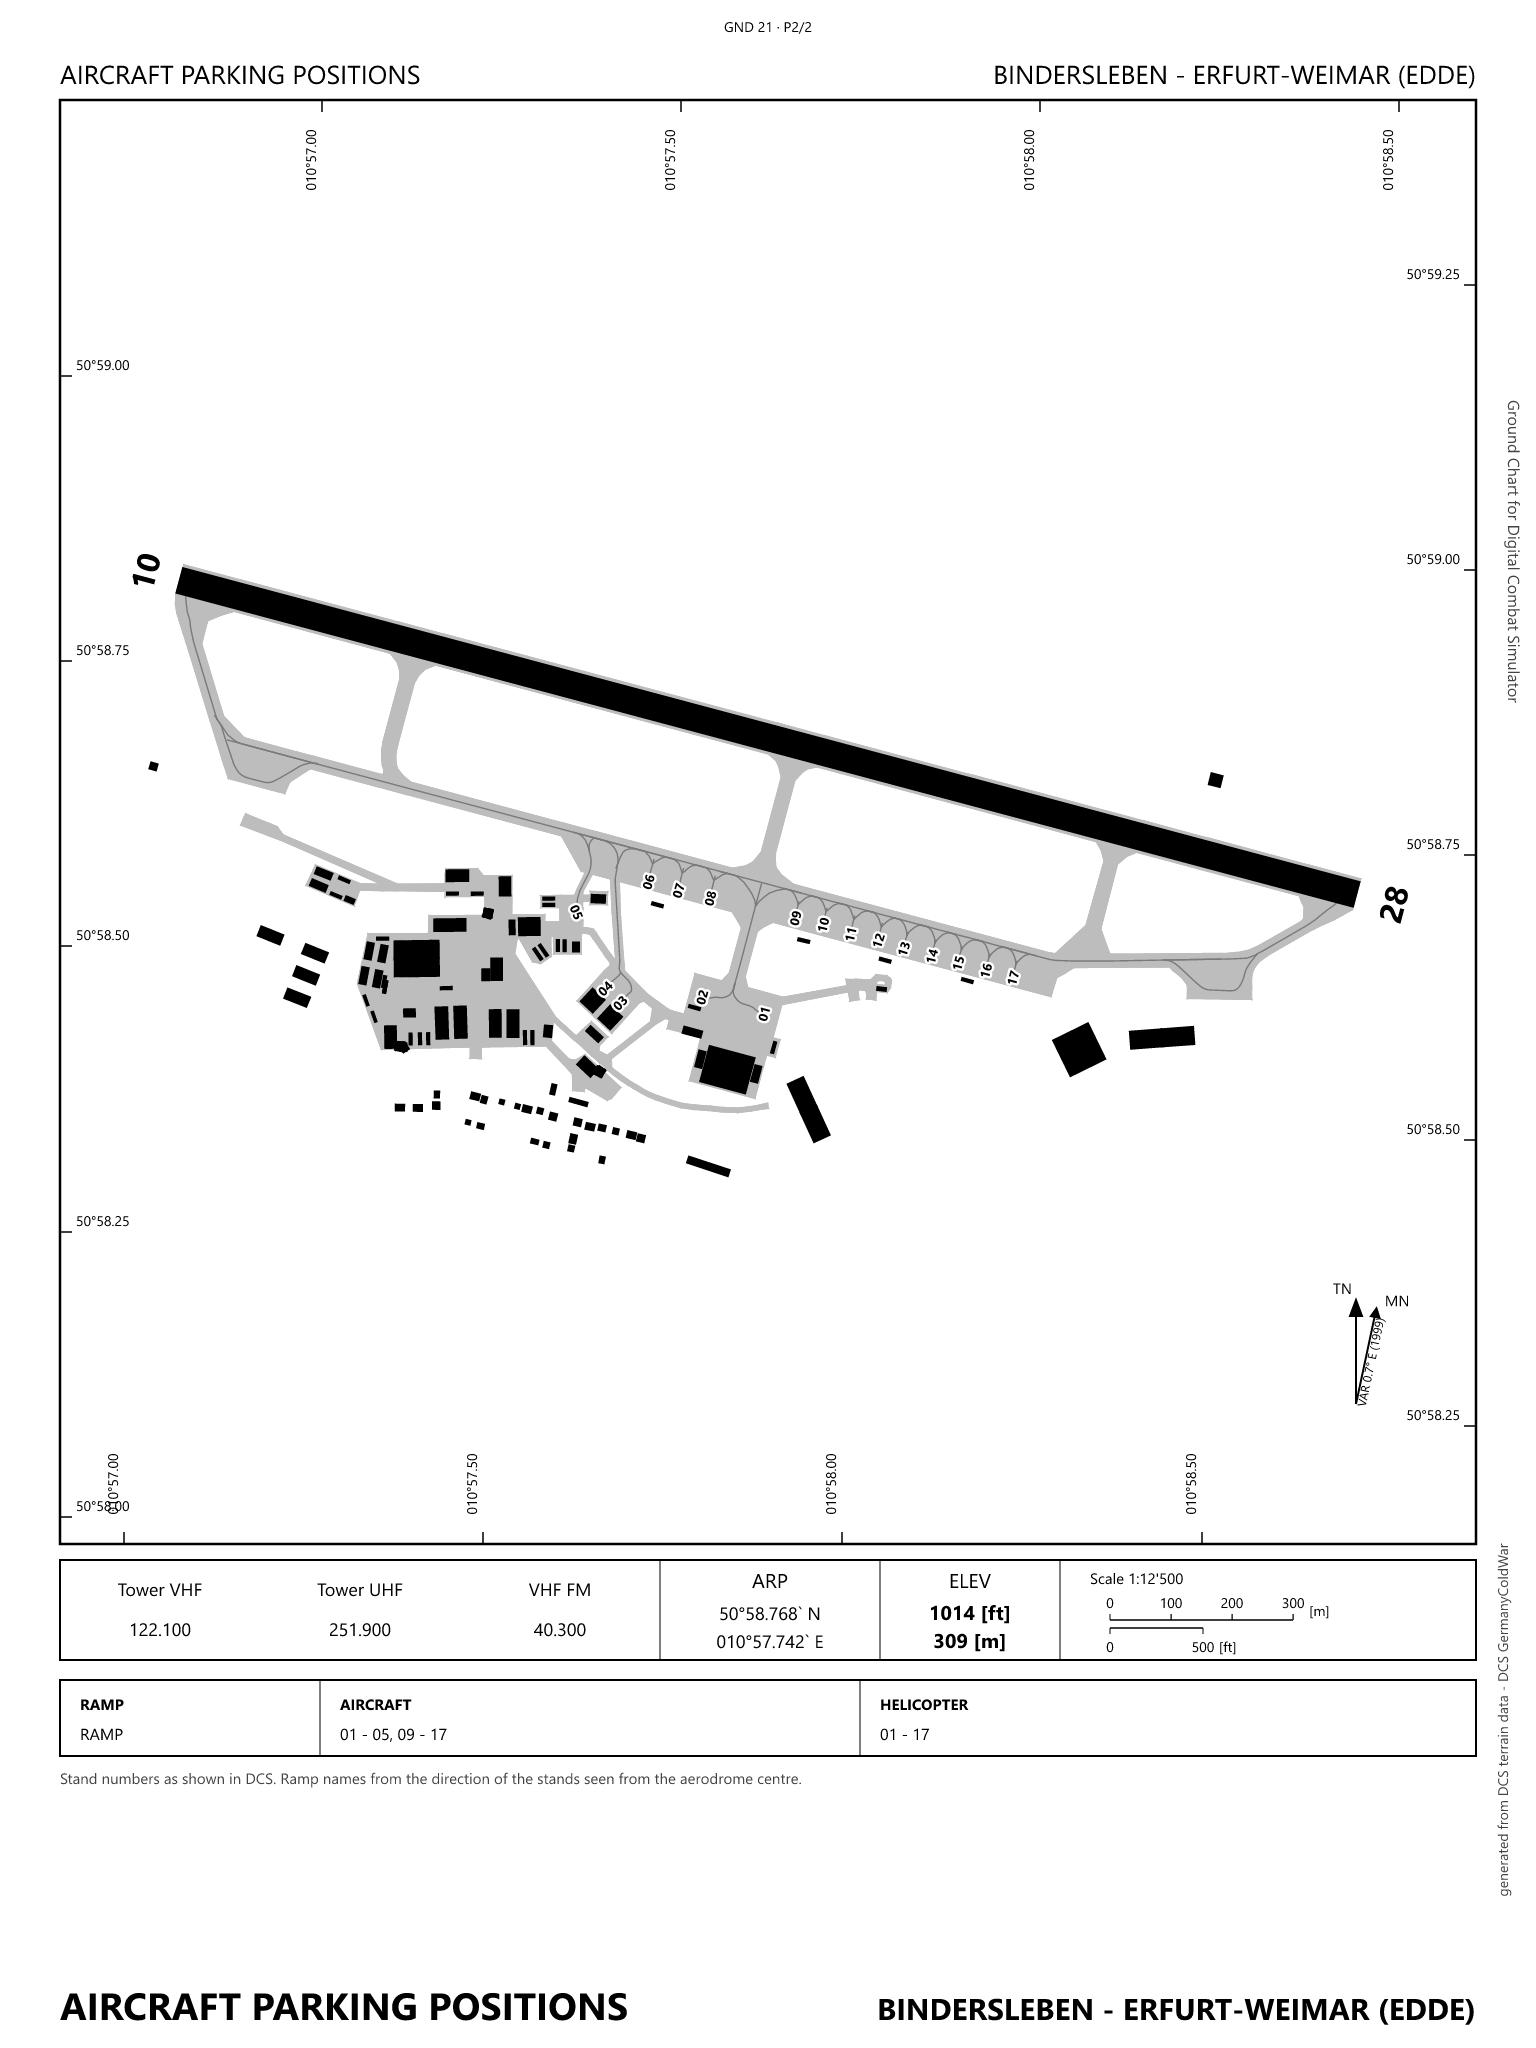 GND 21 · P2/2
AIRCRAFT PARKING POSITIONS
BINDERSLEBEN - ERFURT-WEIMAR (EDDE)
010°57.00
010°57.50
010°58.00
010°58.50
50°59.25
50°59.00
50°59.00
50°58.75
50°58.75
50°58.50
50°58.50
50°58.25
50°58.25
50°58.00
10
28
06
07
08
05
09
10
11
12
13
14
15
16
17
04
03
02
01
TN
MN
VAR 0.7° E (1999)
010°57.00
010°57.50
010°58.00
010°58.50
Ground Chart for Digital Combat Simulator
Tower VHF
122.100
Tower UHF
251.900
VHF FM
40.300
ARP
50°58.768` N
010°57.742` E
ELEV
1014 [ft]
309 [m]
Scale 1:12'500
0 100 200 300 [m]
0 500 [ft]
RAMP
AIRCRAFT
HELICOPTER
RAMP
01 - 05, 09 - 17
01 - 17
Stand numbers as shown in DCS. Ramp names from the direction of the stands seen from the aerodrome centre.
generated from DCS terrain data - DCS GermanyColdWar
AIRCRAFT PARKING POSITIONS
BINDERSLEBEN - ERFURT-WEIMAR (EDDE)